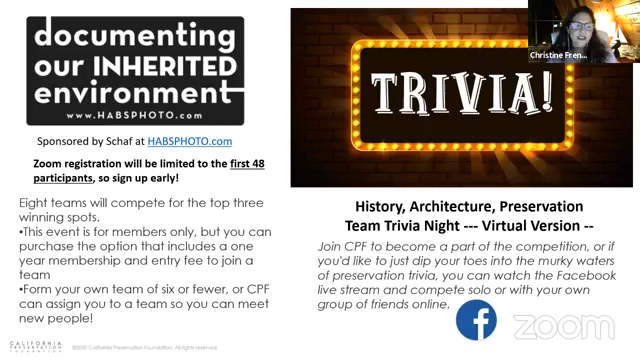 documenting
our INHERITED
environment
www.HABSPHOTO.com
Sponsored by Schaf at HABSPHOTO.com
Zoom registration will be limited to the first 48
participants, so sign up early!
Eight teams will compete for the top three
winning spots.
•This event is for members only, but you can
purchase the option that includes a one
year membership and entry fee to join a
team
•Form your own team of six or fewer, or CPF
can assign you to a team so you can meet
new people!
CALIFORNIA
PRESERVATION
FOUNDATION
©2020 California Preservation Foundation. All rights reserved.
TRIVIA!
Christine Fren...
History, Architecture, Preservation
Team Trivia Night --- Virtual Version --
Join CPF to become a part of the competition, or if
you'd like to just dip your toes into the murky waters
of preservation trivia, you can watch the Facebook
live stream and compete solo or with your own
group of friends online.
zoom